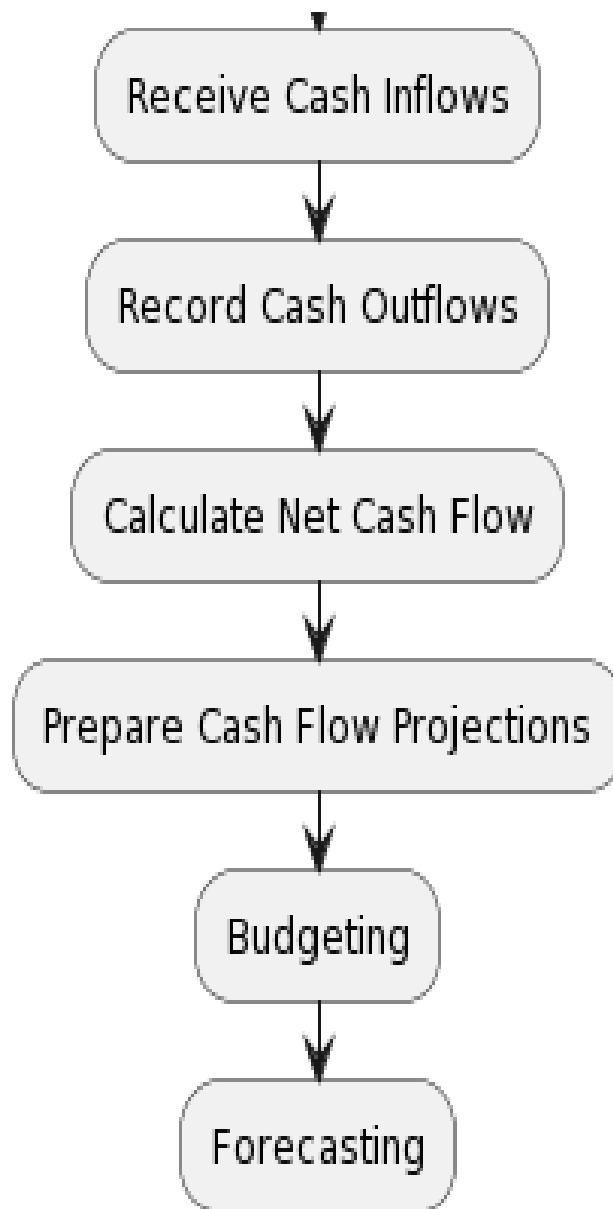 Receive Cash Inflows
Record Cash Outflows
Calculate Net Cash Flow
Prepare Cash Flow Projections
Budgeting
Forecasting